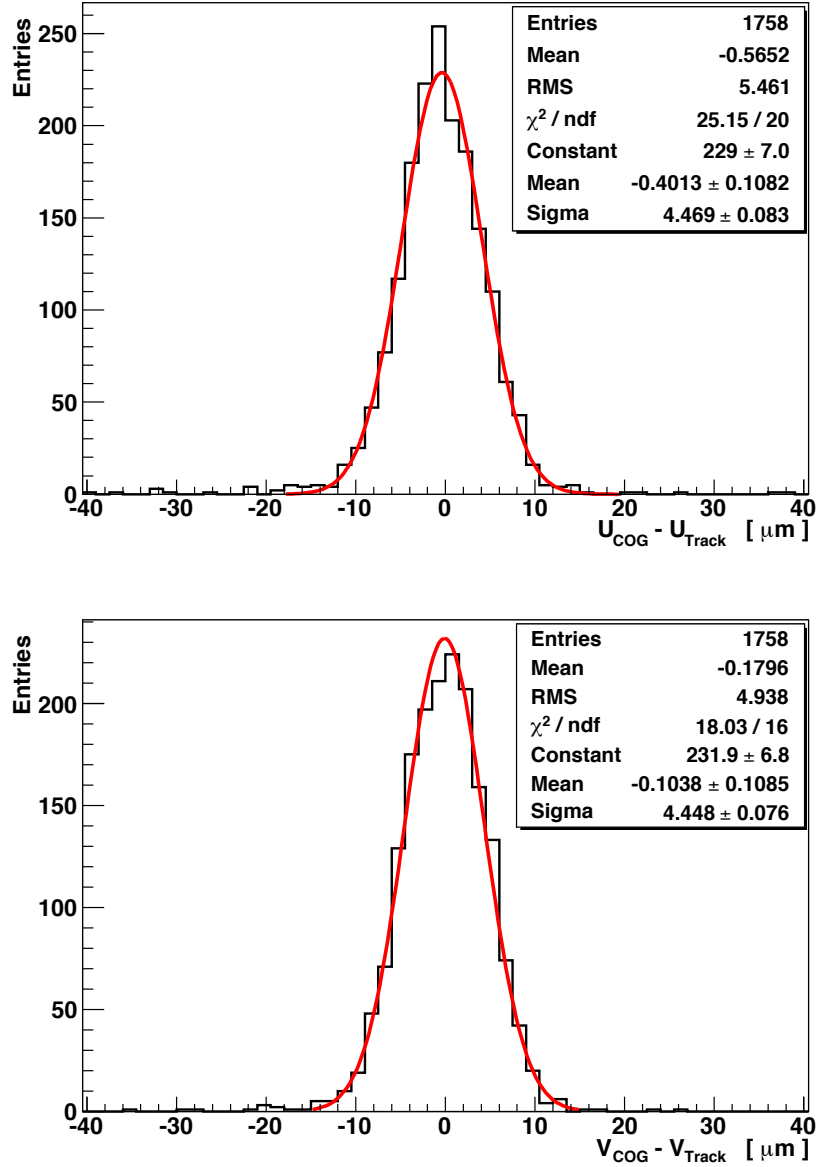 Entries
250
200
150
100
50
0
Entries 1758
Mean -0.5652
RMS 5.461
χ² / ndf 25.15 / 20
Constant 229 ± 7.0
Mean -0.4013 ± 0.1082
Sigma 4.469 ± 0.083
-40 -30 -20 -10 0 10 20 30 40
U_COG - U_Track [ μm ]
Entries
200
150
100
50
0
Entries 1758
Mean -0.1796
RMS 4.938
χ² / ndf 18.03 / 16
Constant 231.9 ± 6.8
Mean -0.1038 ± 0.1085
Sigma 4.448 ± 0.076
-40 -30 -20 -10 0 10 20 30 40
V_COG - V_Track [ μm ]